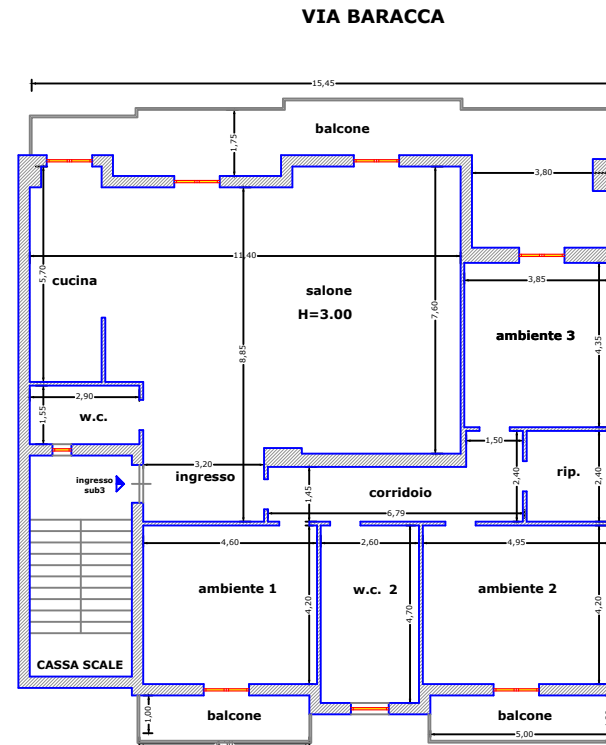 VIA BARACCA
15,45
balcone
1,75
3,80
11,40
3,85
5,70
cucina
salone
H=3.00
7,60
ambiente 3
4,35
8,85
2,90
1,55
w.c.
1,50
3,20
ingresso
ingresso
sub3
2,40
rip.
2,40
1,45
corridoio
6,79
4,60
2,60
4,95
ambiente 1
w.c. 2
ambiente 2
4,20
4,70
4,20
CASSA SCALE
1,00
balcone
balcone
5,00